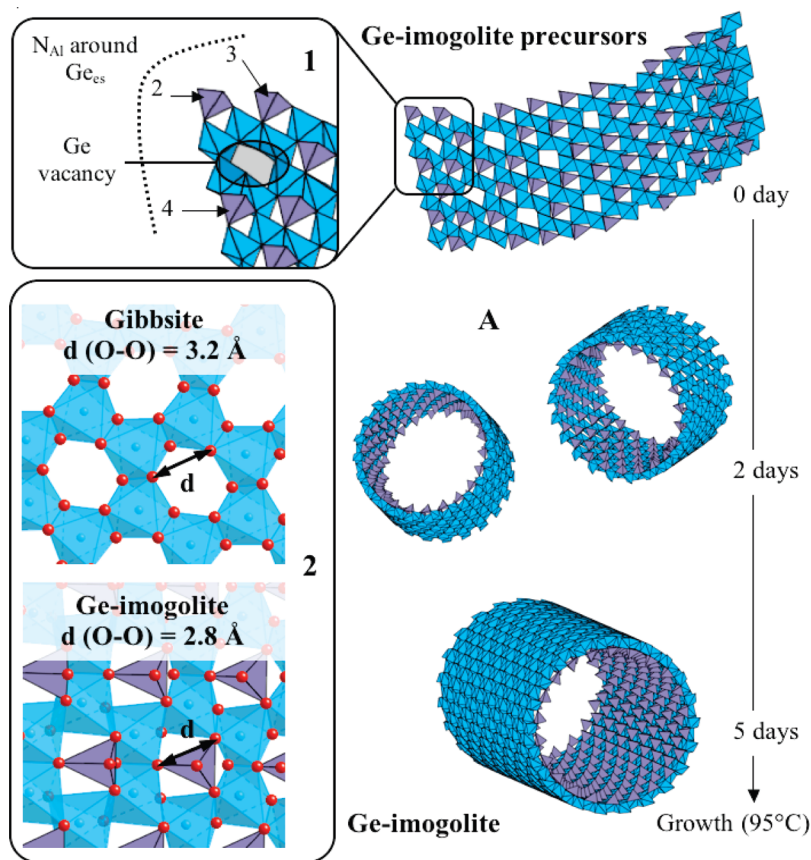 Ge-imogolite precursors
N_Al around
Ge_es
1
2
3
Ge
vacancy
4
0 day
Gibbsite
d (O-O) = 3.2 Å
d
A
2 days
2
Ge-imogolite
d (O-O) = 2.8 Å
d
5 days
Ge-imogolite
Growth (95°C)